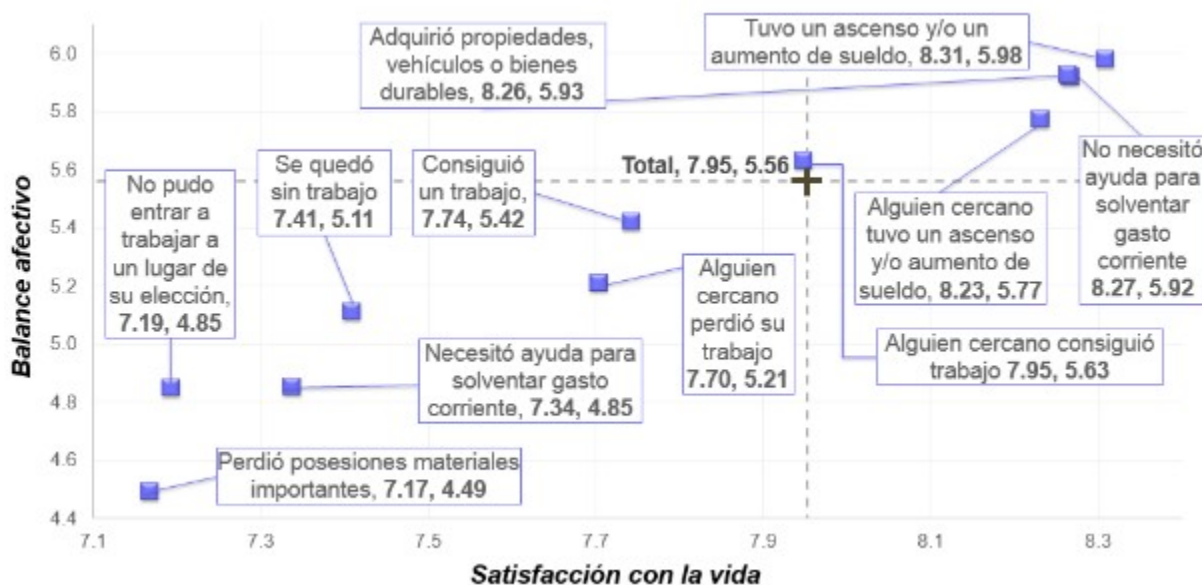 Tuvo un ascenso y/o un
aumento de sueldo, 8.31, 5.98
Adquirió propiedades,
vehículos o bienes
durables, 8.26, 5.93
Se quedó
sin trabajo
7.41, 5.11
Consiguió
un trabajo,
7.74, 5.42
Total, 7.95, 5.56
No pudo
entrar a
trabajar a
un lugar de
su elección,
7.19, 4.85
No necesitó
ayuda para
solventar
gasto
corriente
8.27, 5.92
Alguien cercano
tuvo un ascenso
y/o aumento de
sueldo, 8.23, 5.77
Alguien
cercano
perdió su
trabajo
7.70, 5.21
Alguien cercano consiguió
trabajo 7.95, 5.63
Necesitó ayuda para
solventar gasto
corriente, 7.34, 4.85
Perdió posesiones materiales
importantes, 7.17, 4.49
Balance afectivo
6.0
5.8
5.6
5.4
5.2
5.0
4.8
4.6
4.4
7.1 7.3 7.5 7.7 7.9 8.1 8.3
Satisfacción con la vida